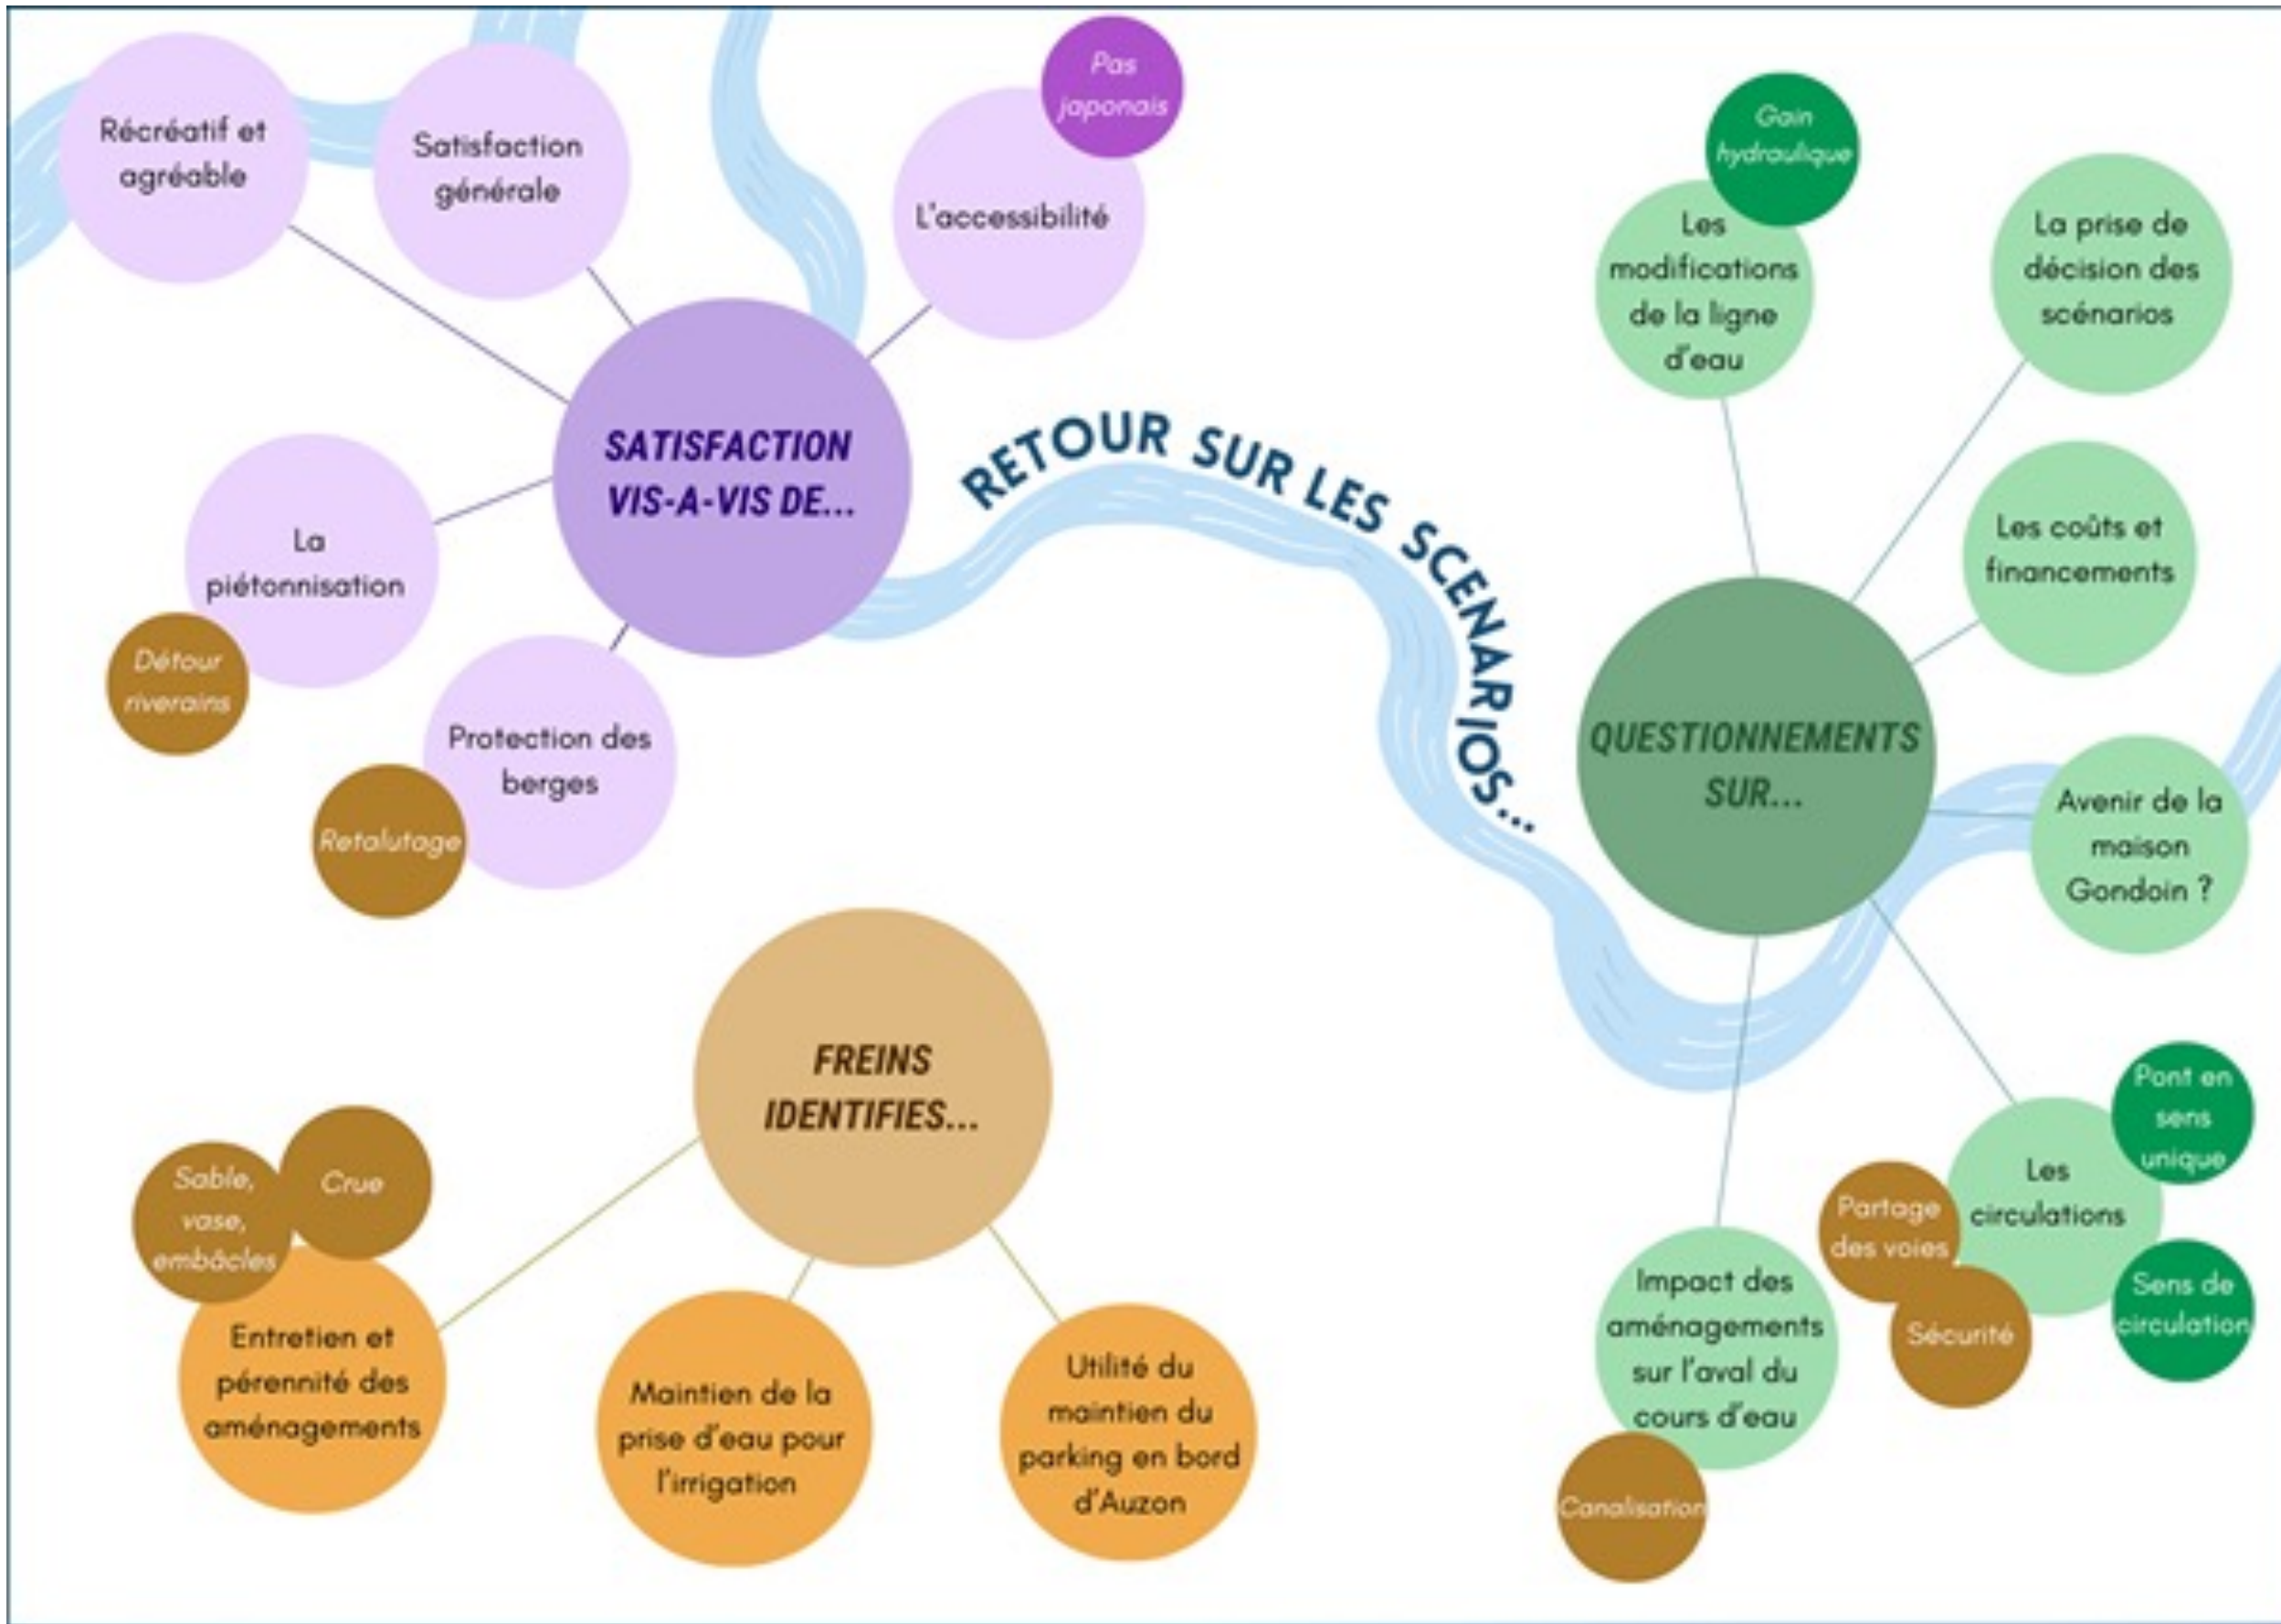 RETOUR SUR LES SCENARIOS...
SATISFACTION
VIS-A-VIS DE...
Récréatif et
agréable
Satisfaction
générale
L'accessibilité
Pas
japonais
La
piétonnisation
Détour
riverains
Protection des
berges
Retalutage
FREINS
IDENTIFIES...
Sable,
vase,
embâcles
Crue
Entretien et
pérennité des
aménagements
Maintien de la
prise d'eau pour
l'irrigation
Utilité du
maintien du
parking en bord
d'Auzon
QUESTIONNEMENTS
SUR...
Gain
hydraulique
Les
modifications
de la ligne
d'eau
La prise de
décision des
scénarios
Les coûts et
financements
Avenir de la
maison
Gondoin ?
Les
circulations
Pont en
sens
unique
Sens de
circulation
Partage
des voies
Sécurité
Impact des
aménagements
sur l'aval du
cours d'eau
Canalisation